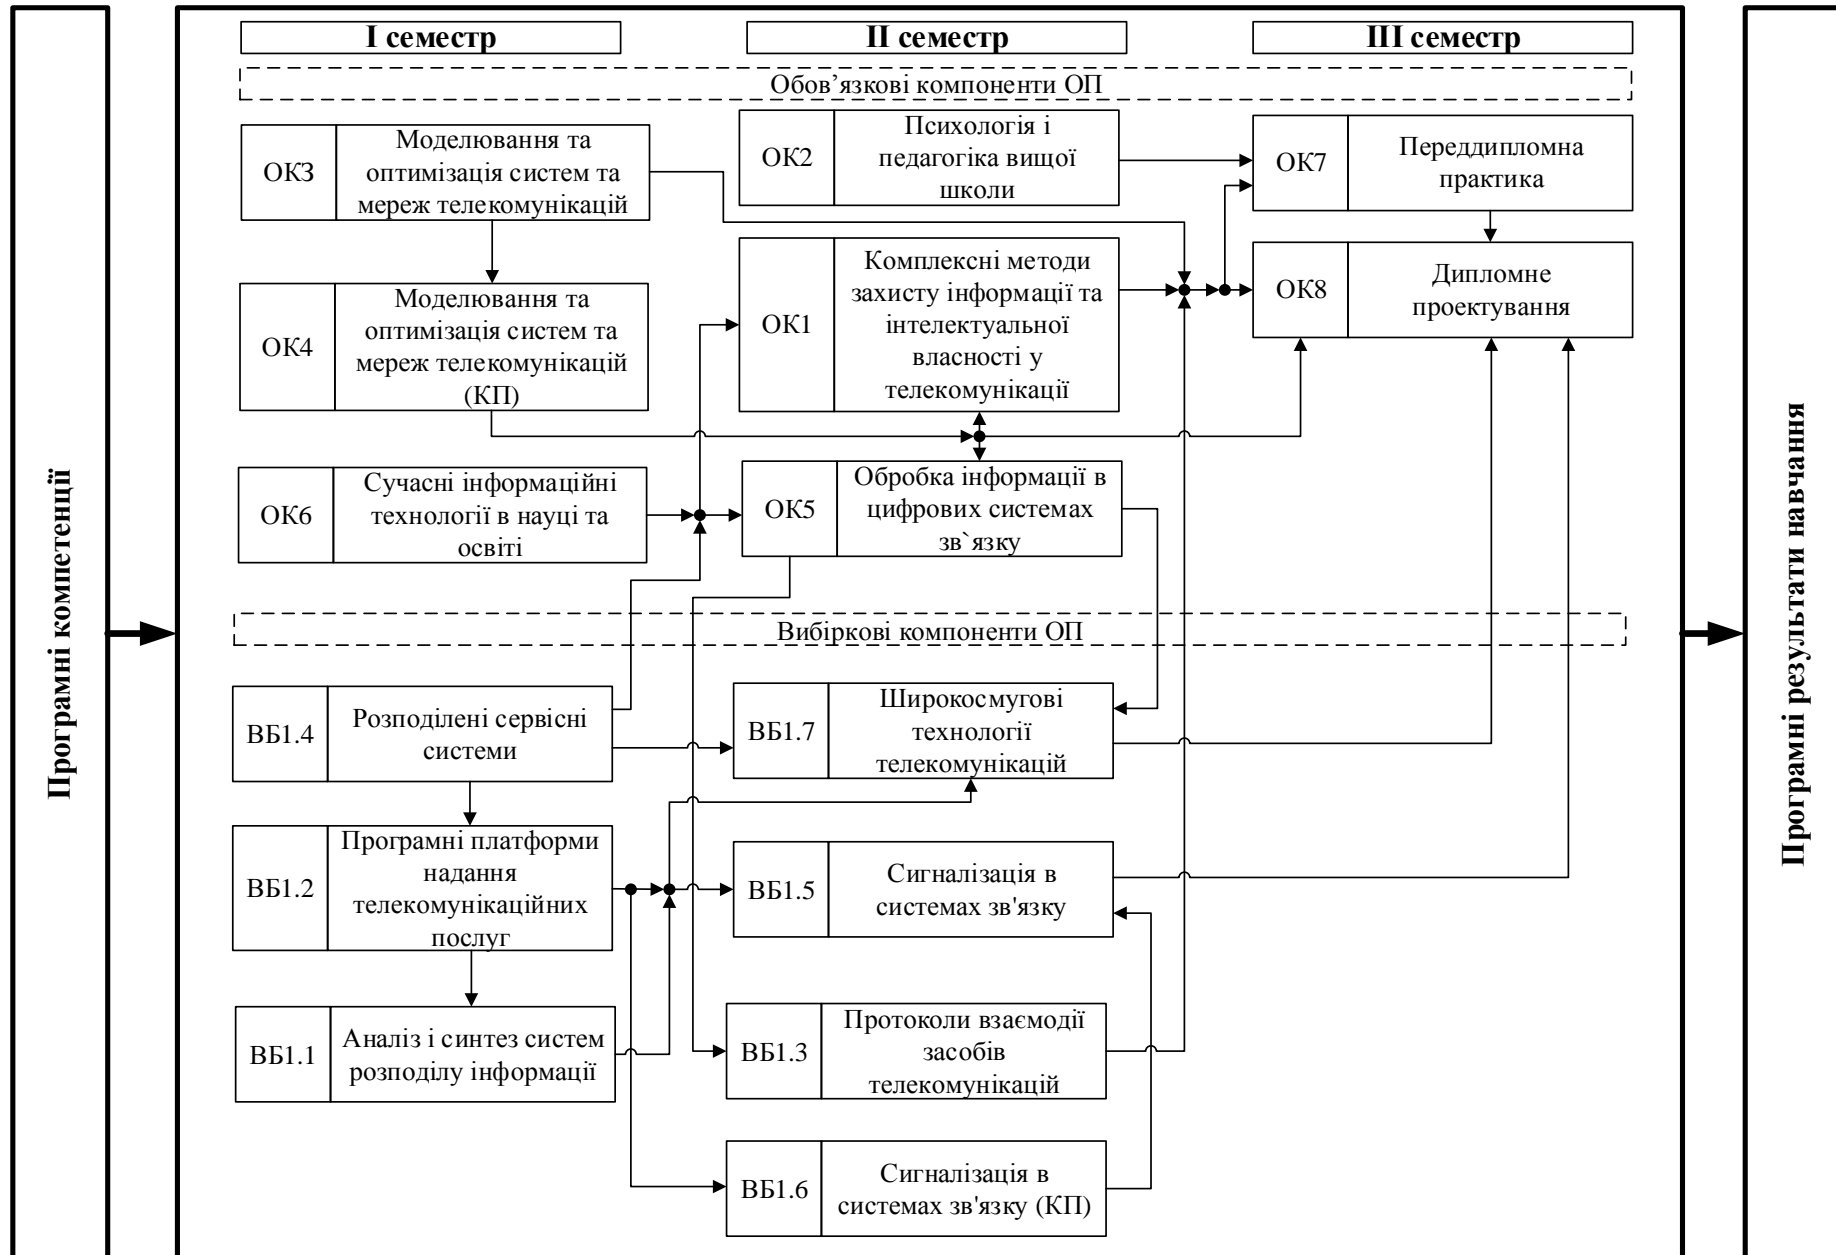 Програмні компетенції
I семестр
II семестр
III семестр
Обов’язкові компоненти ОП
ОК3
Моделювання та
оптимізація систем та
мереж телекомунікацій
ОК2
Психологія і
педагогіка вищої
школи
ОК7
Переддипломна
практика
ОК4
Моделювання та
оптимізація систем та
мереж телекомунікацій
(КП)
ОК1
Комплексні методи
захисту інформації та
інтелектуальної
власності у
телекомунікації
ОК8
Дипломне
проектування
ОК6
Сучасні інформаційні
технології в науці та
освіті
ОК5
Обробка інформації в
цифрових системах
зв`язку
Вибіркові компоненти ОП
ВБ1.4
Розподілені сервісні
системи
ВБ1.7
Широкосмугові
технології
телекомунікацій
ВБ1.2
Програмні платформи
надання
телекомунікаційних
послуг
ВБ1.5
Сигналізація в
системах зв'язку
ВБ1.1
Аналіз і синтез систем
розподілу інформації
ВБ1.3
Протоколи взаємодії
засобів
телекомунікацій
ВБ1.6
Сигналізація в
системах зв'язку (КП)
Програмні результати навчання